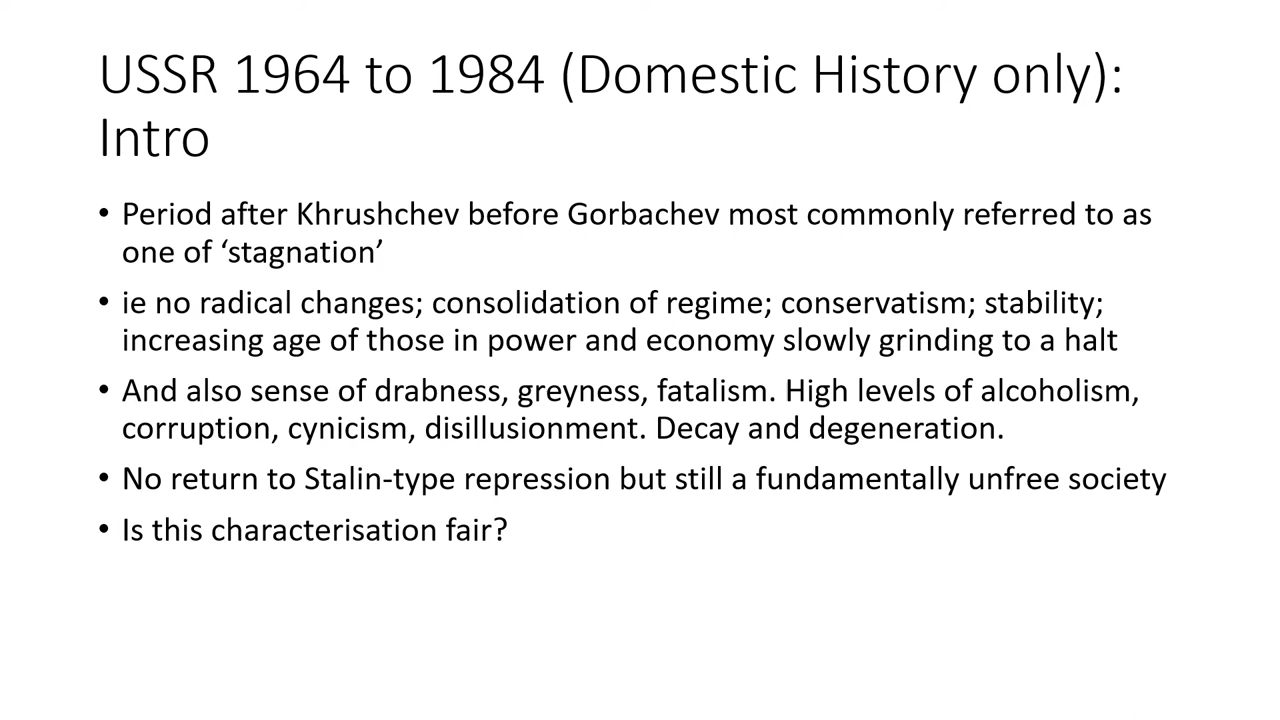 USSR 1964 to 1984 (Domestic History only):
Intro
• Period after Khrushchev before Gorbachev most commonly referred to as
one of ‘stagnation’
• ie no radical changes; consolidation of regime; conservatism; stability;
increasing age of those in power and economy slowly grinding to a halt
• And also sense of drabness, greyness, fatalism. High levels of alcoholism,
corruption, cynicism, disillusionment. Decay and degeneration.
• No return to Stalin-type repression but still a fundamentally unfree society
• Is this characterisation fair?